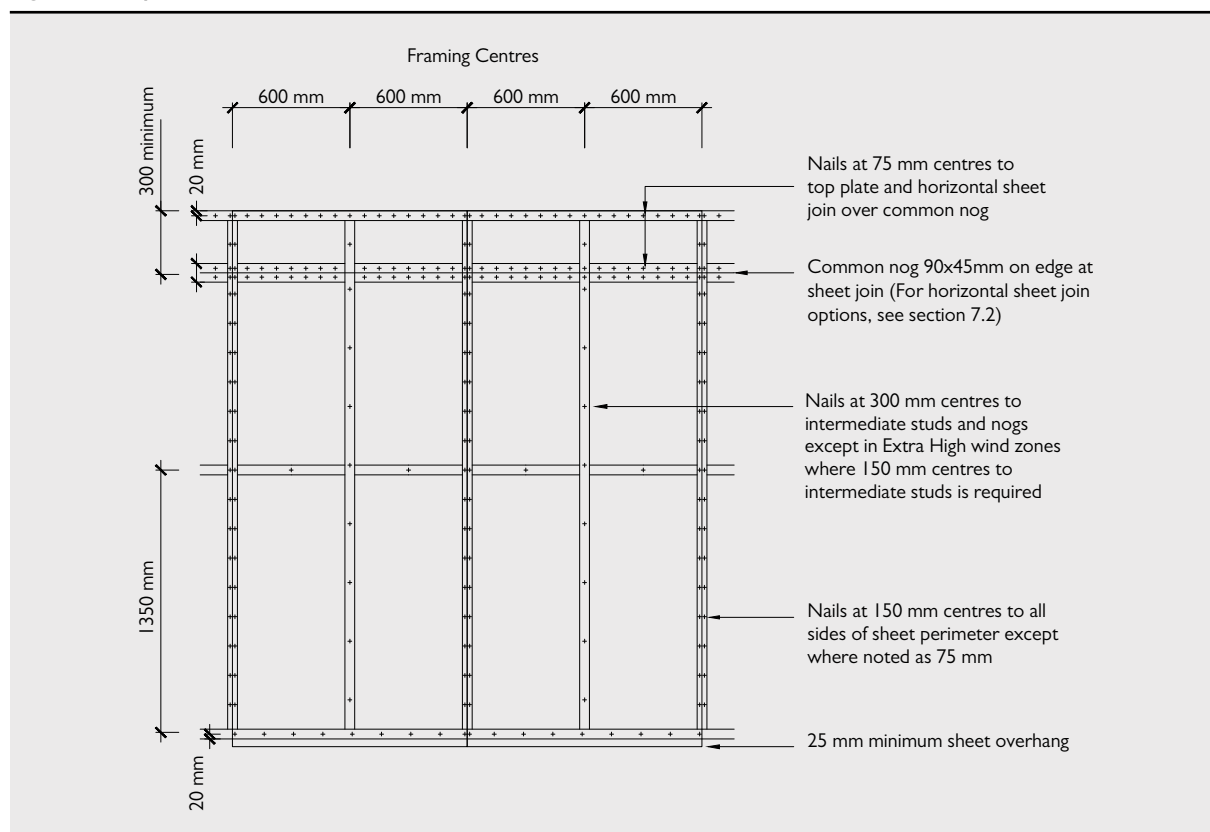 Framing Centres
600 mm
600 mm
600 mm
600 mm
300 minimum
20 mm
Nails at 75 mm centres to
top plate and horizontal sheet
join over common nog
Common nog 90x45mm on edge at
sheet join (For horizontal sheet join
options, see section 7.2)
Nails at 300 mm centres to
intermediate studs and nogs
except in Extra High wind zones
where 150 mm centres to
intermediate studs is required
1350 mm
Nails at 150 mm centres to all
sides of sheet perimeter except
where noted as 75 mm
25 mm minimum sheet overhang
20 mm